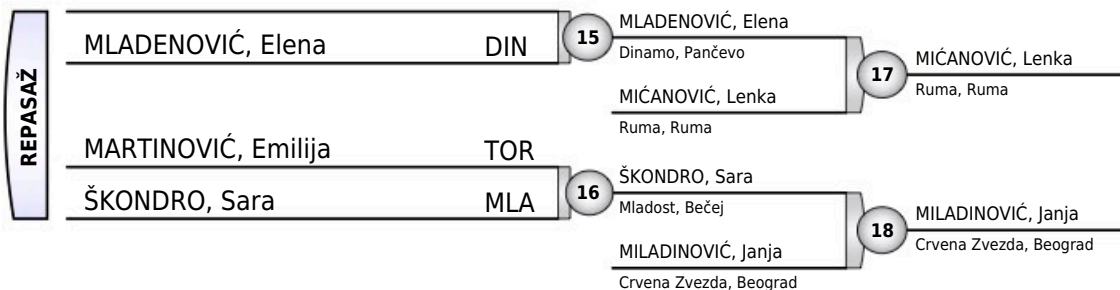 REPASAŽ
MLADENOVIĆ, Elena DIN
MARTINOVIĆ, Emilija TOR
ŠKONDRO, Sara MLA
15
16
MLADENOVIĆ, Elena
Dinamo, Pančevo
MIĆANOVIĆ, Lenka
Ruma, Ruma
ŠKONDRO, Sara
Mladost, Bečej
MILADINOVIĆ, Janja
Crvena Zvezda, Beograd
17
18
MIĆANOVIĆ, Lenka
Ruma, Ruma
MILADINOVIĆ, Janja
Crvena Zvezda, Beograd